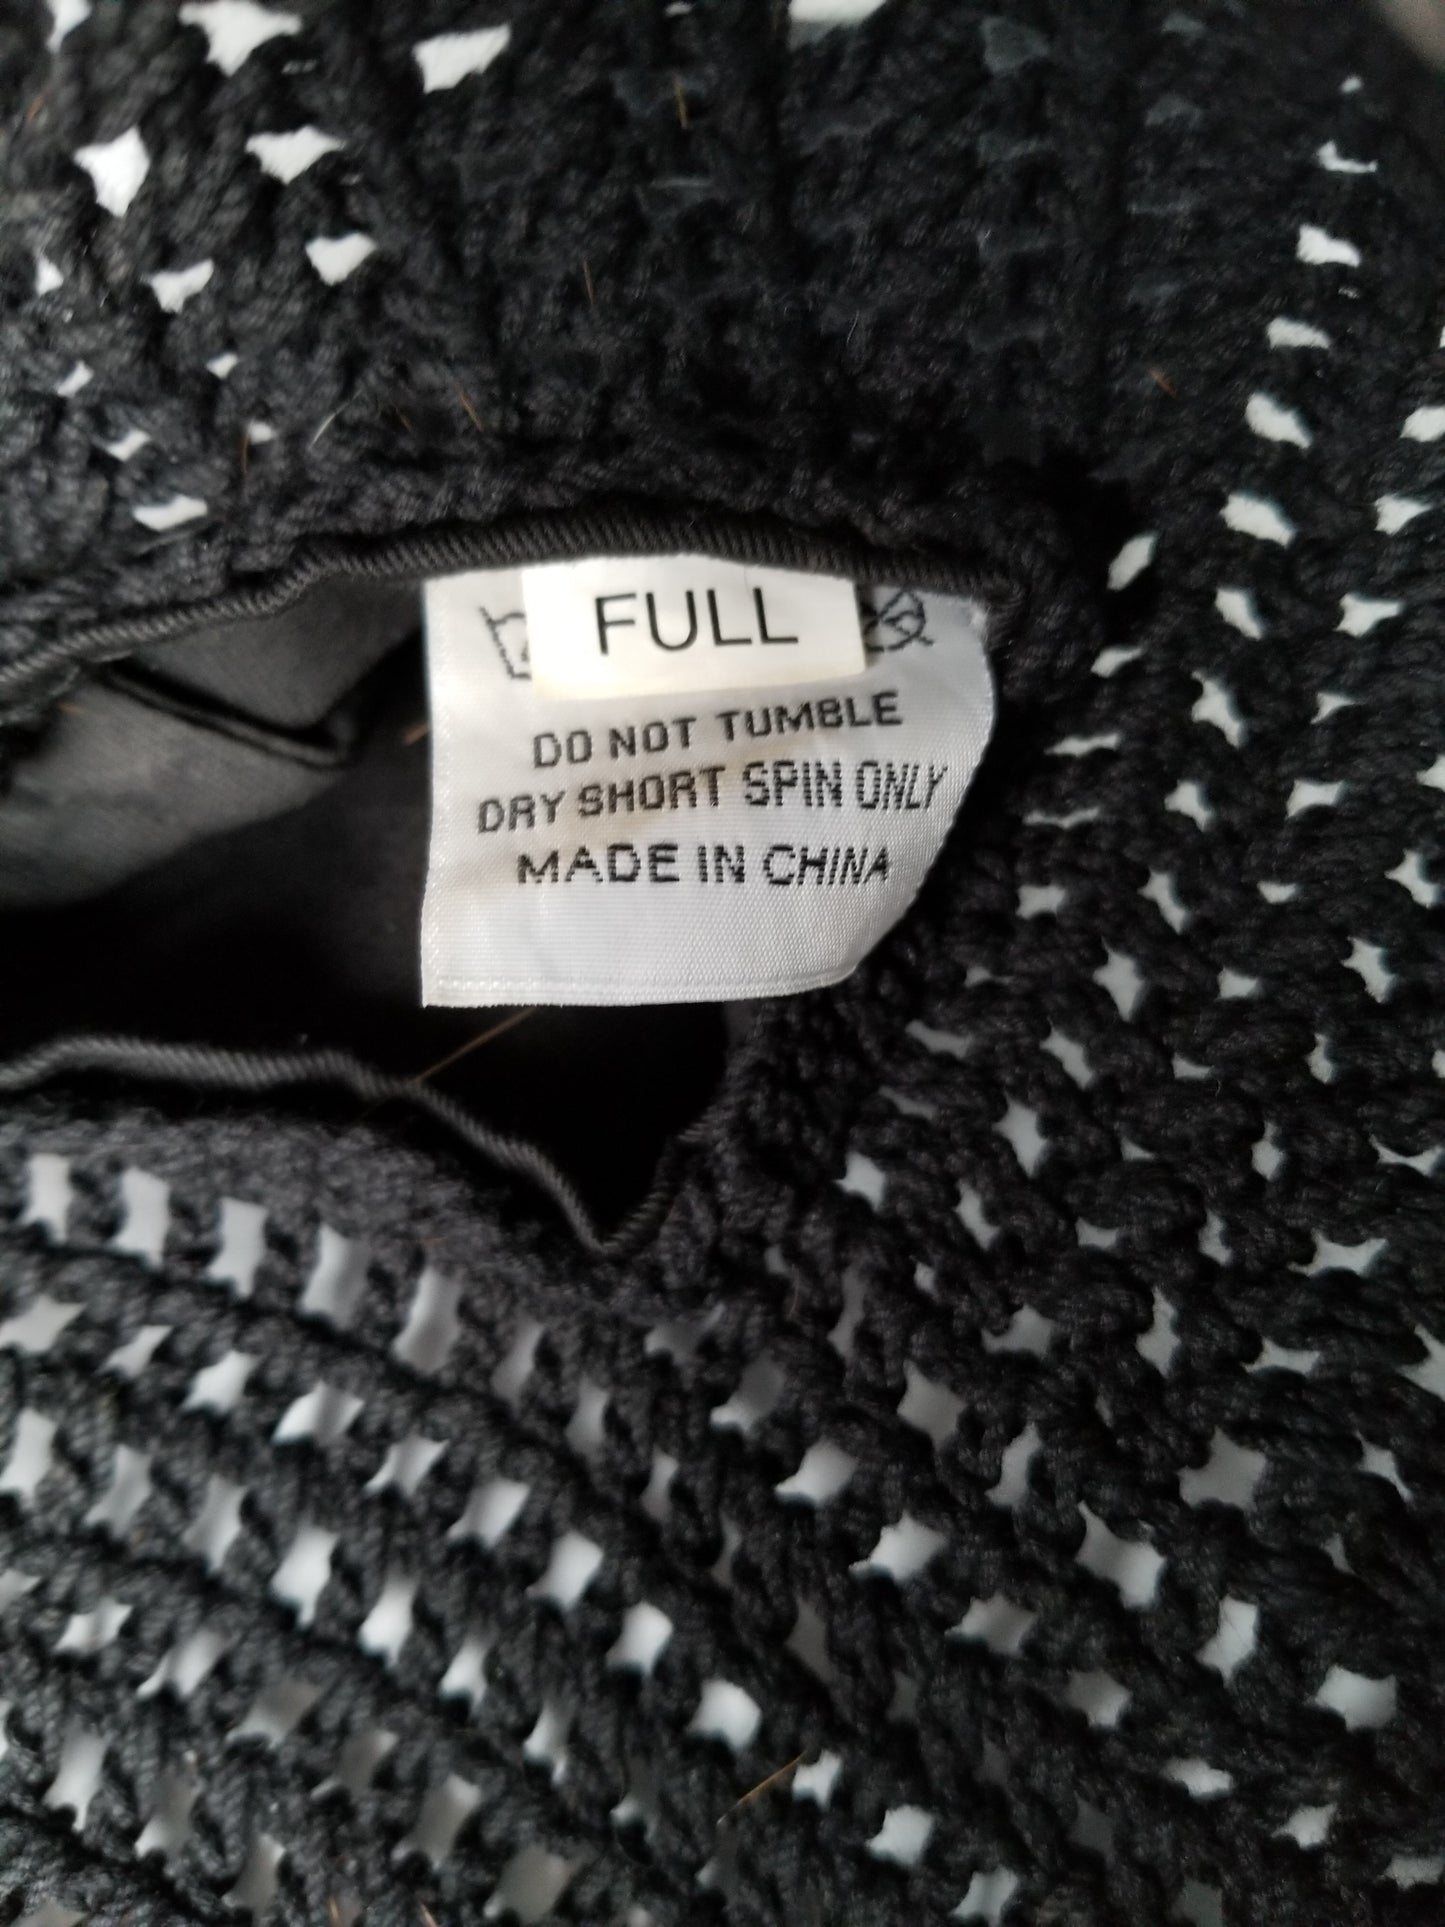 FULL
DO NOT TUMBLE
DRY SHORT SPIN ONLY
MADE IN CHINA